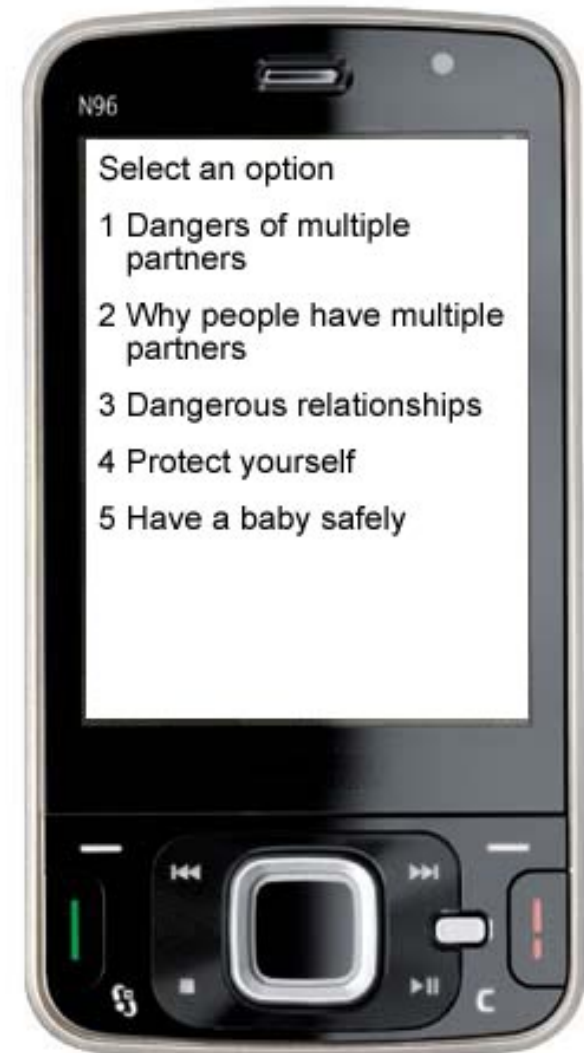 N96
Select an option
1 Dangers of multiple
partners
2 Why people have multiple
partners
3 Dangerous relationships
4 Protect yourself
5 Have a baby safely
C